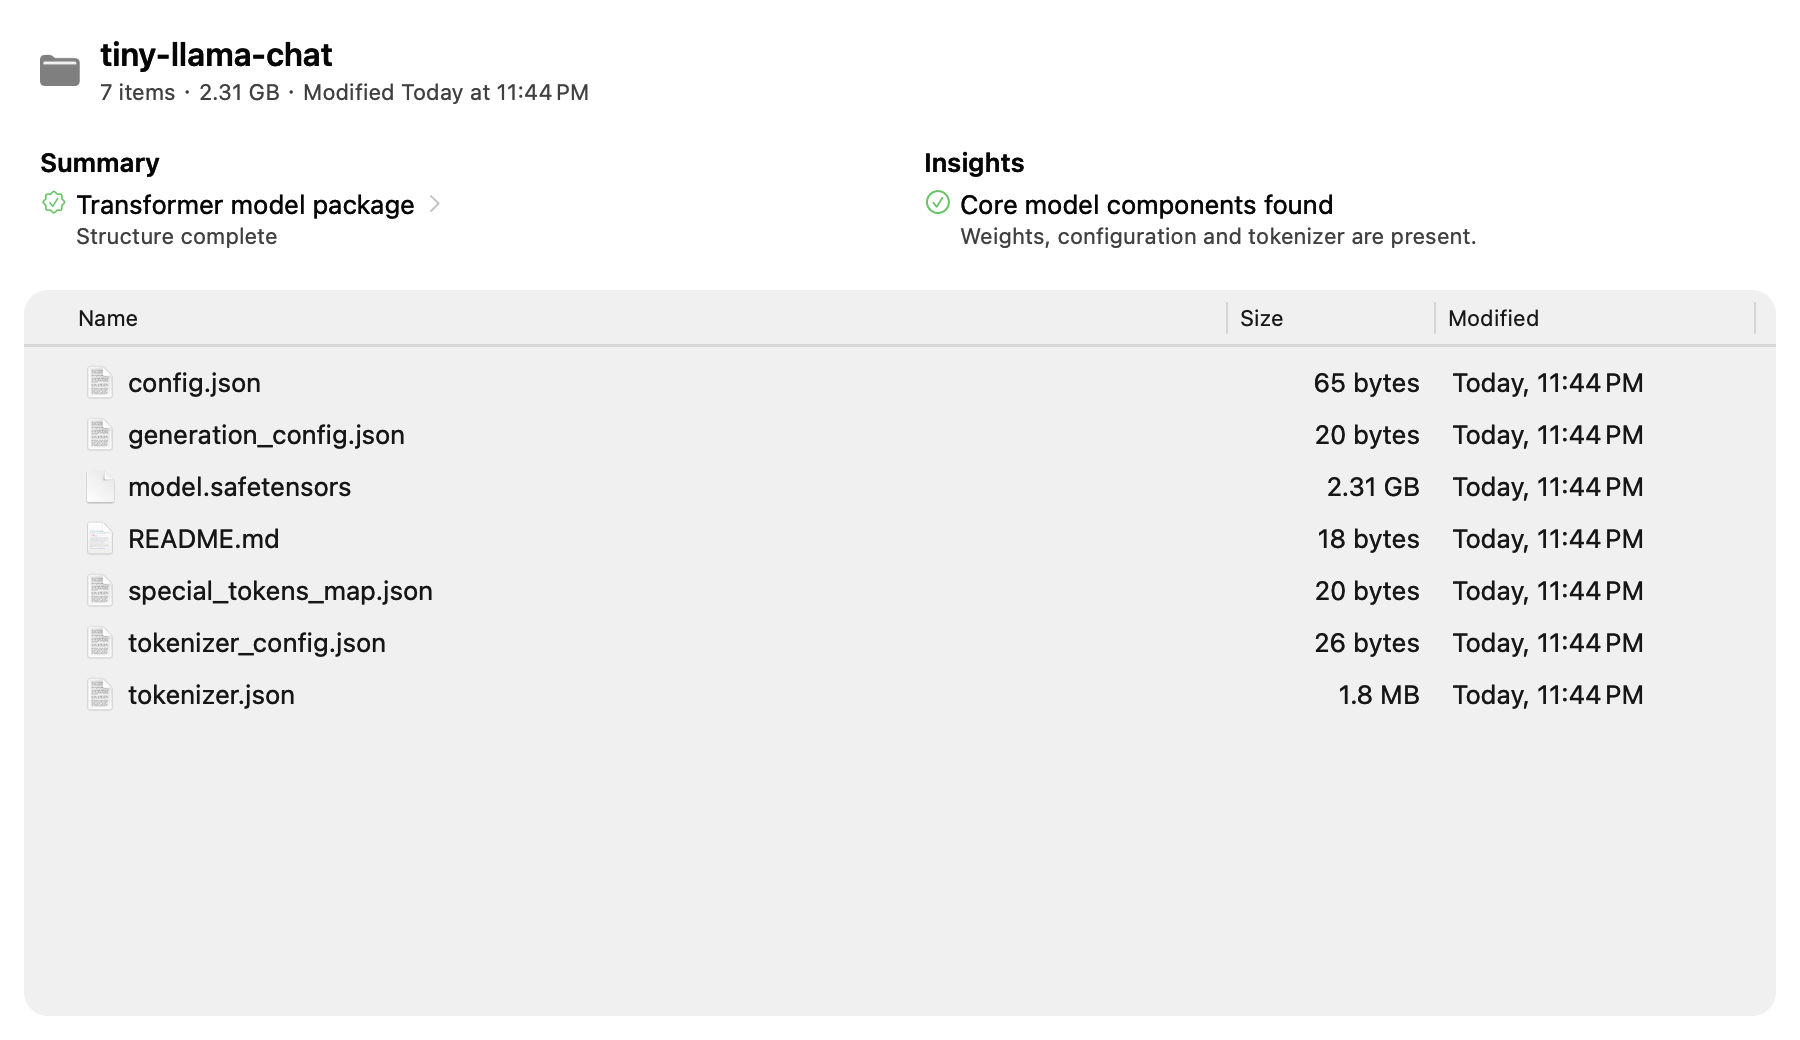 tiny-llama-chat
7 items · 2.31 GB · Modified Today at 11:44 PM
Summary
Transformer model package
Structure complete
Insights
Core model components found
Weights, configuration and tokenizer are present.
Name Size Modified
config.json 65 bytes Today, 11:44 PM
generation_config.json 20 bytes Today, 11:44 PM
model.safetensors 2.31 GB Today, 11:44 PM
README.md 18 bytes Today, 11:44 PM
special_tokens_map.json 20 bytes Today, 11:44 PM
tokenizer_config.json 26 bytes Today, 11:44 PM
tokenizer.json 1.8 MB Today, 11:44 PM